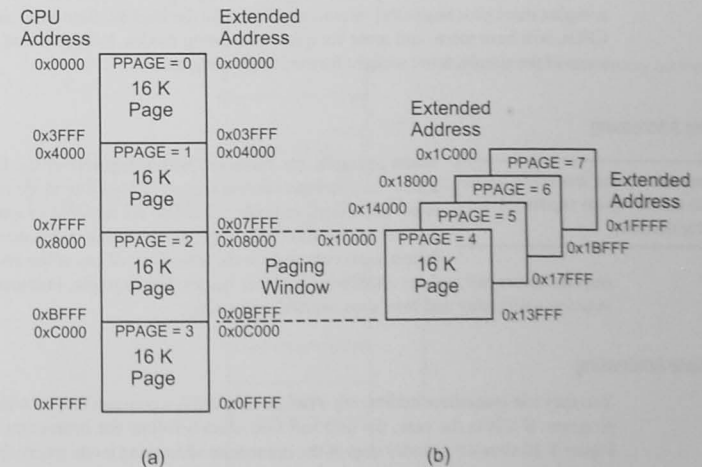 CPU Address
Extended Address
0x0000
PPAGE = 0
0x00000
16 K
Page
0x3FFF
0x03FFF
0x4000
PPAGE = 1
0x04000
16 K
Page
0x7FFF
0x07FFF
0x8000
PPAGE = 2
0x08000
16 K
Page
0xBFFF
0x0BFFF
0xC000
PPAGE = 3
0x0C000
16 K
Page
0xFFFF
0x0FFFF
(a)
Paging
Window
Extended
Address
0x1C000
PPAGE = 7
0x18000
PPAGE = 6
0x14000
PPAGE = 5
0x10000
PPAGE = 4
16 K
Page
Extended
Address
0x1FFFF
0x1BFFF
0x17FFF
0x13FFF
(b)